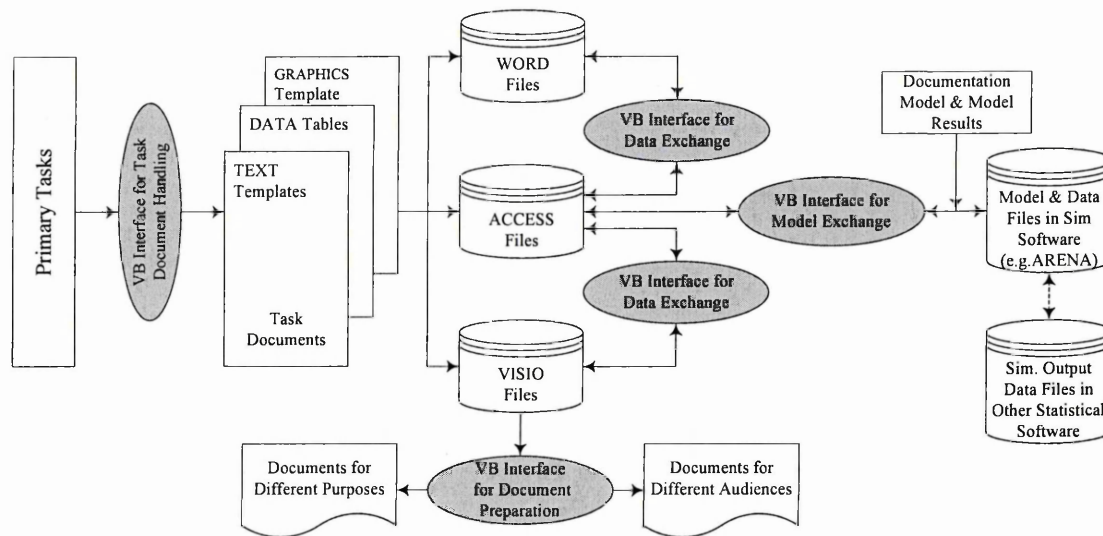 Primary Tasks
VB Interface for Task
Document Handling
GRAPHICS
Template
DATA Tables
TEXT
Templates
Task
Documents
WORD
Files
ACCESS
Files
VISIO
Files
VB Interface for
Data Exchange
VB Interface for
Model Exchange
VB Interface for
Data Exchange
Documentation
Model & Model
Results
Model & Data
Files in Sim
Software
(e.g.ARENA)
Sim. Output
Data Files in
Other Statistical
Software
Documents for
Different Purposes
VB Interface
for Document
Preparation
Documents for
Different Audiences